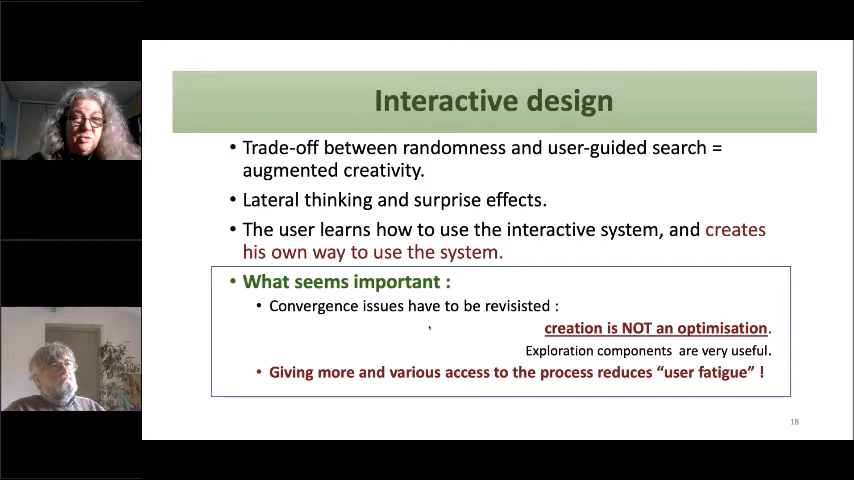 Interactive design
• Trade-off between randomness and user-guided search =
augmented creativity.
• Lateral thinking and surprise effects.
• The user learns how to use the interactive system, and creates
his own way to use the system.
• What seems important :
• Convergence issues have to be revisisted :
creation is NOT an optimisation.
Exploration components are very useful.
• Giving more and various access to the process reduces “user fatigue” !
18